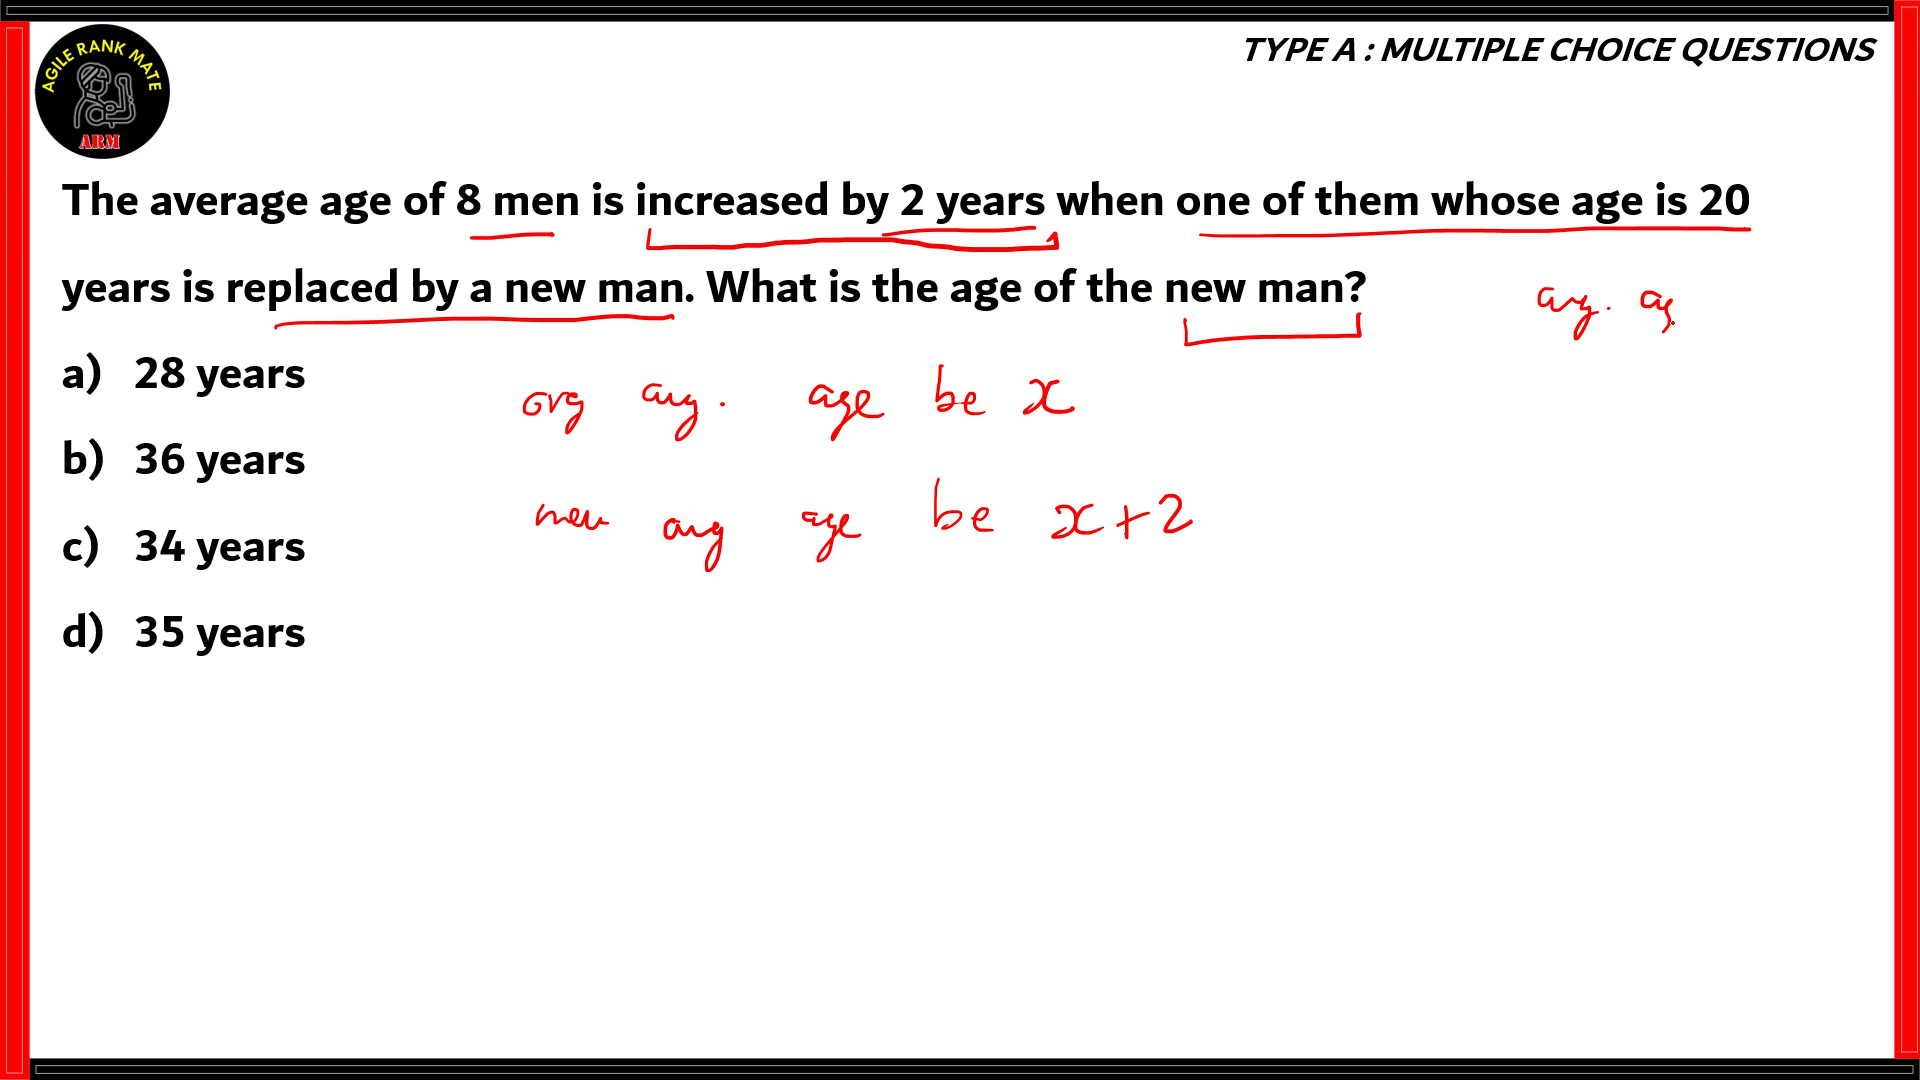 AGILE RANK MATE
ARM
TYPE A : MULTIPLE CHOICE QUESTIONS
The average age of 8 men is increased by 2 years when one of them whose age is 20
years is replaced by a new man. What is the age of the new man?
avg. ag
a) 28 years
org avg. age be x
b) 36 years
new avg age be x+2
c) 34 years
d) 35 years